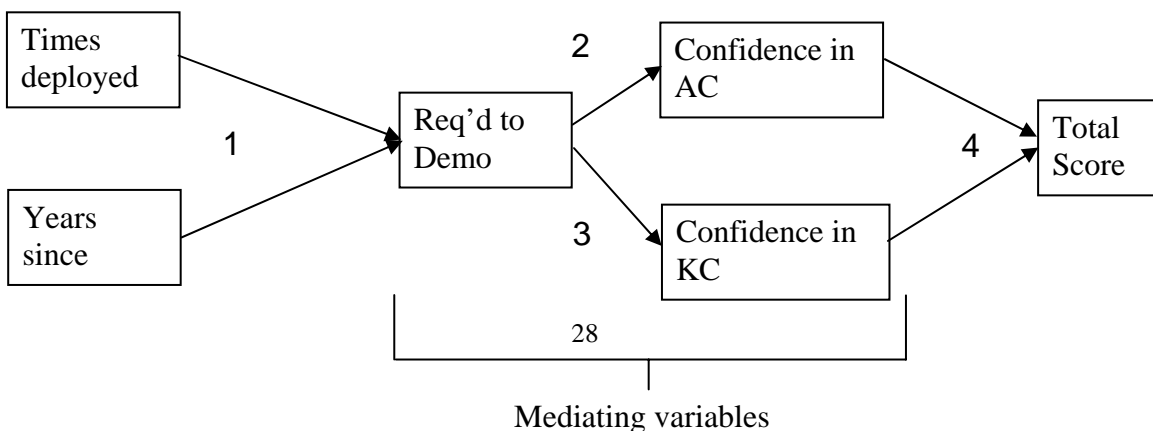 Times
deployed
1
Years
since
Req’d to
Demo
2
3
Confidence in
AC
Confidence in
KC
4
Total
Score
28
Mediating variables